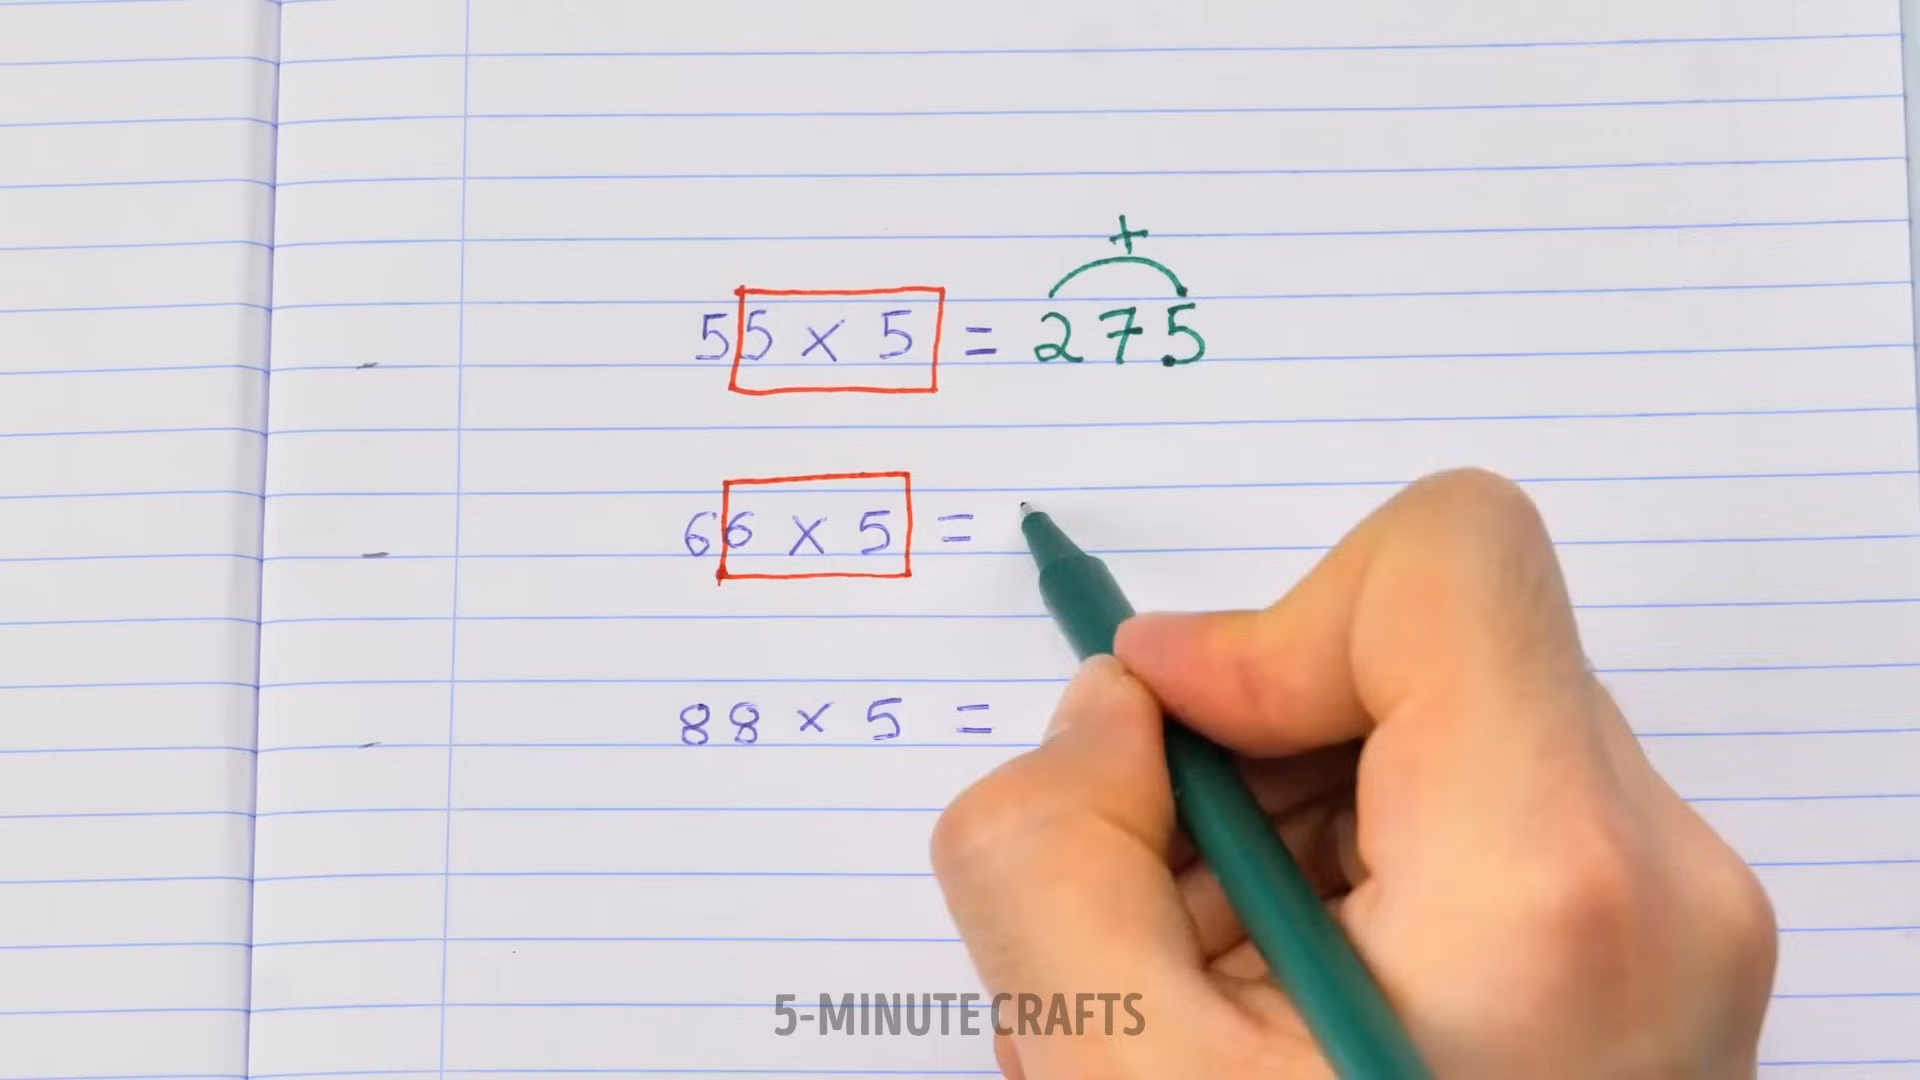 +
55 x 5 = 275
66 x 5 =
88 x 5 =
5-MINUTE CRAFTS